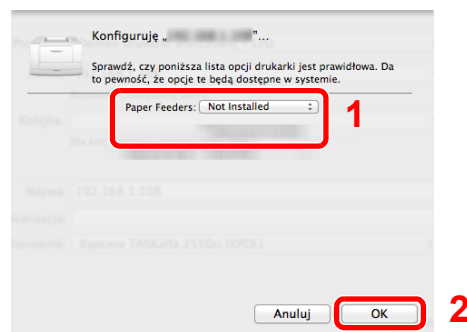 Konfiguruję „
"...
Sprawdź, czy poniższa lista opcji drukarki jest prawidłowa. Da
to pewność, że opcje te będą dostępne w systemie.
Paper Feeders: Not Installed
1
Kolejka:
Nazwa: 192.168.1.108
Kyocera TASKalfa 2550ci (KPDL)
Anuluj
OK
2